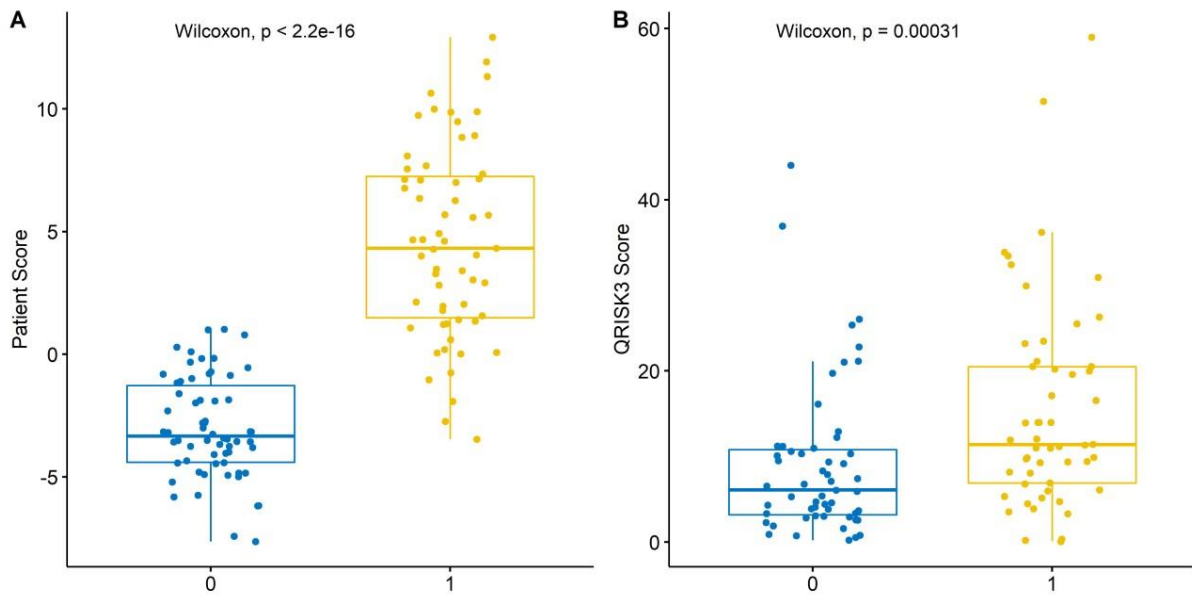 A
Wilcoxon, p < 2.2e-16
Patient Score
10
5
0
-5
0
1
B
Wilcoxon, p = 0.00031
QRISK3 Score
60
40
20
0
0
1